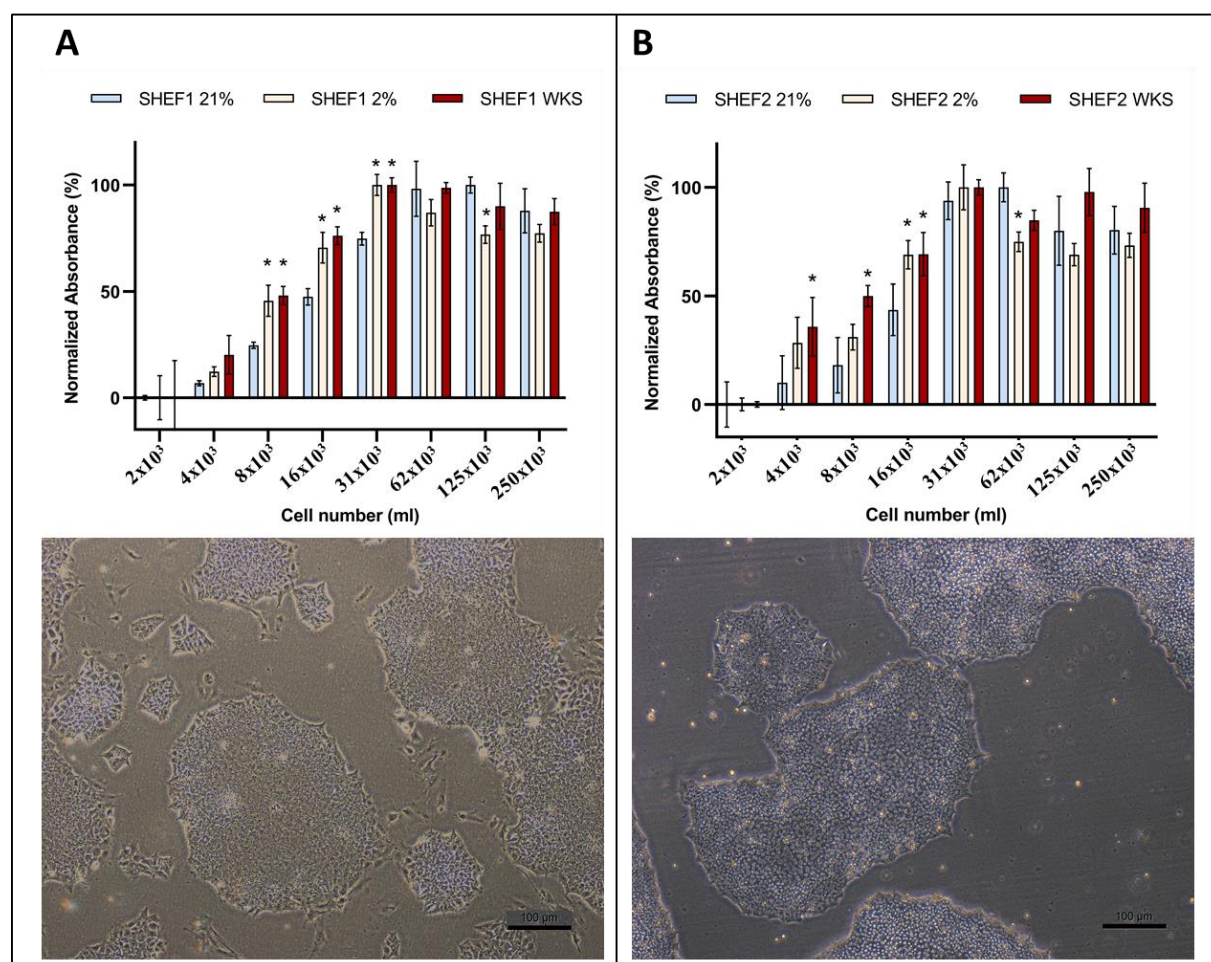 A
SHEF1 21% SHEF1 2% SHEF1 WKS
Normalized Absorbance (%)
100
50
0
* * * * * * *
2x10³ 4x10³ 8x10³ 16x10³ 31x10³ 62x10³ 125x10³ 250x10³
Cell number (ml)
100 µm
B
SHEF2 21% SHEF2 2% SHEF2 WKS
Normalized Absorbance (%)
100
50
0
* * * * *
2x10³ 4x10³ 8x10³ 16x10³ 31x10³ 62x10³ 125x10³ 250x10³
Cell number (ml)
100 µm